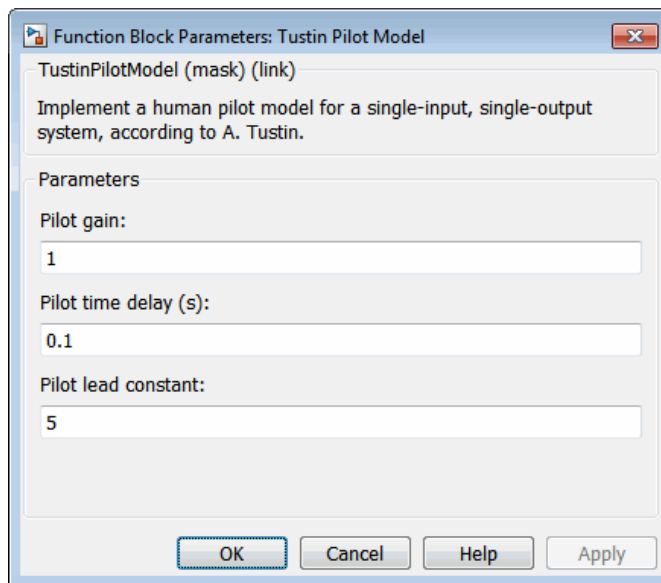 Function Block Parameters: Tustin Pilot Model
TustinPilotModel (mask) (link)
Implement a human pilot model for a single-input, single-output
system, according to A. Tustin.
Parameters
Pilot gain:
1
Pilot time delay (s):
0.1
Pilot lead constant:
5
OK Cancel Help Apply